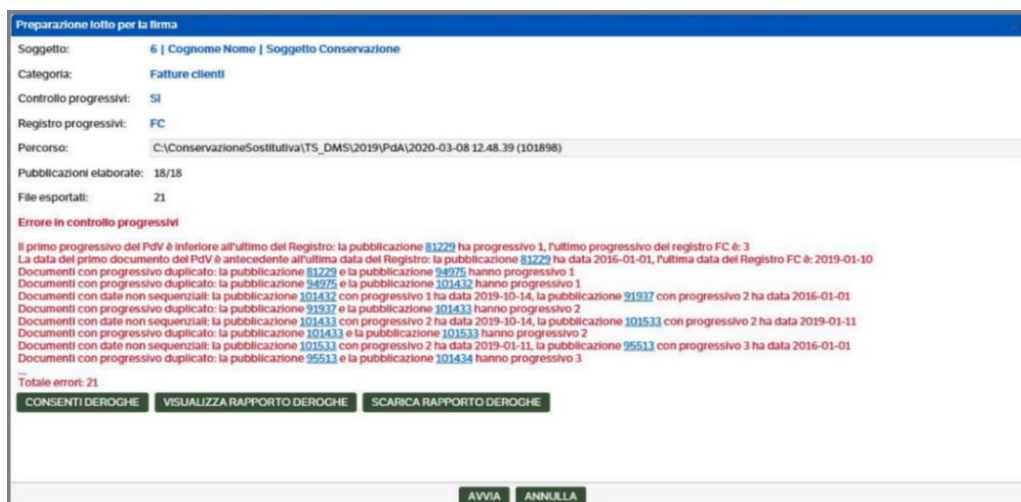 Preparazione lotto per la firma
Soggetto: 6 | Cognome Nome | Soggetto Conservazione
Categoria: Fatture clienti
Controllo progressivi: SI
Registro progressivi: FC
Percorso: C:\ConservazioneSostitutiva\TS_DMS\2019\PdA\2020-03-08 12.48.39 (101898)
Pubblicazioni elaborate: 18/18
File esportati: 21
Errore in controllo progressivi
Il primo progressivo del PdV è inferiore all'ultimo del Registro: la pubblicazione 81229 ha progressivo 1, l'ultimo progressivo del registro FC è: 3
La data del primo documento del PdV è antecedente all'ultima data del Registro: la pubblicazione 81229 ha data 2016-01-01, l'ultima data del Registro FC è: 2019-01-10
Documenti con progressivo duplicato: la pubblicazione 81229 e la pubblicazione 94975 hanno progressivo 1
Documenti con progressivo duplicato: la pubblicazione 94975 e la pubblicazione 101432 hanno progressivo 1
Documenti con date non sequenziali: la pubblicazione 101432 con progressivo 1 ha data 2019-10-14, la pubblicazione 91937 con progressivo 2 ha data 2016-01-01
Documenti con progressivo duplicato: la pubblicazione 91937 e la pubblicazione 101433 hanno progressivo 2
Documenti con date non sequenziali: la pubblicazione 101433 con progressivo 2 ha data 2019-10-14, la pubblicazione 101533 con progressivo 2 ha data 2019-01-11
Documenti con progressivo duplicato: la pubblicazione 101433 e la pubblicazione 101533 hanno progressivo 2
Documenti con date non sequenziali: la pubblicazione 101533 con progressivo 2 ha data 2019-01-11, la pubblicazione 95513 con progressivo 3 ha data 2016-01-01
Documenti con progressivo duplicato: la pubblicazione 95513 e la pubblicazione 101434 hanno progressivo 3
...
Totale errori: 21
CONSENTI DEROGHE VISUALIZZA RAPPORTO DEROGHE SCARICA RAPPORTO DEROGHE
AVVIA ANNULLA